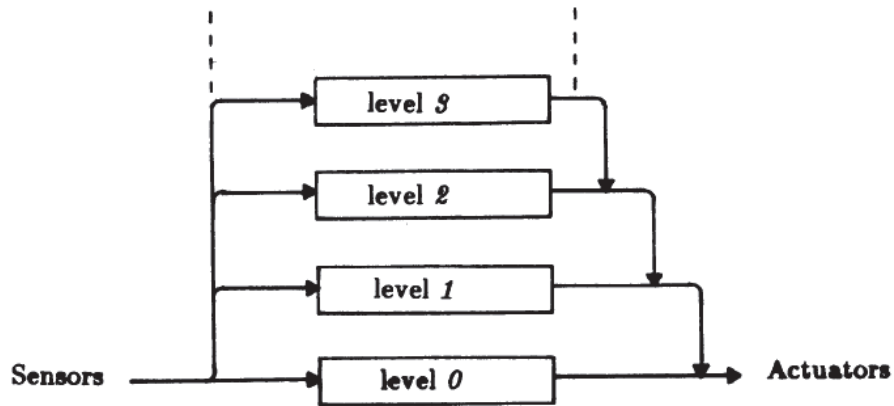 level 3
level 2
level 1
Sensors
level 0
Actuators